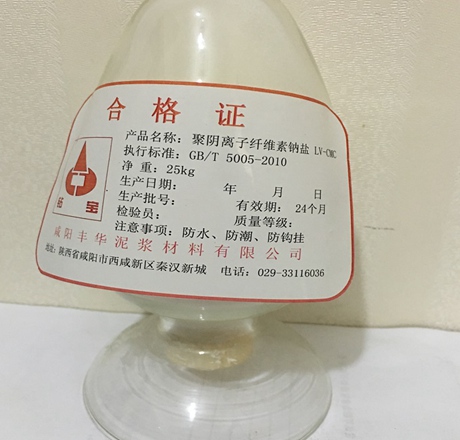 合格证
产品名称：聚阴离子纤维素钠盐 LV-CMC
执行标准：GB/T 5005-2010
净 重：25kg
生产日期： 年 月 日
生产批号： 有效期：24个月
检验员： 质量等级：
注意事项：防水、防潮、防钩挂
宝
咸阳丰华泥浆材料有限公司
地址：陕西省咸阳市西咸新区秦汉新城 电话：029-33116036